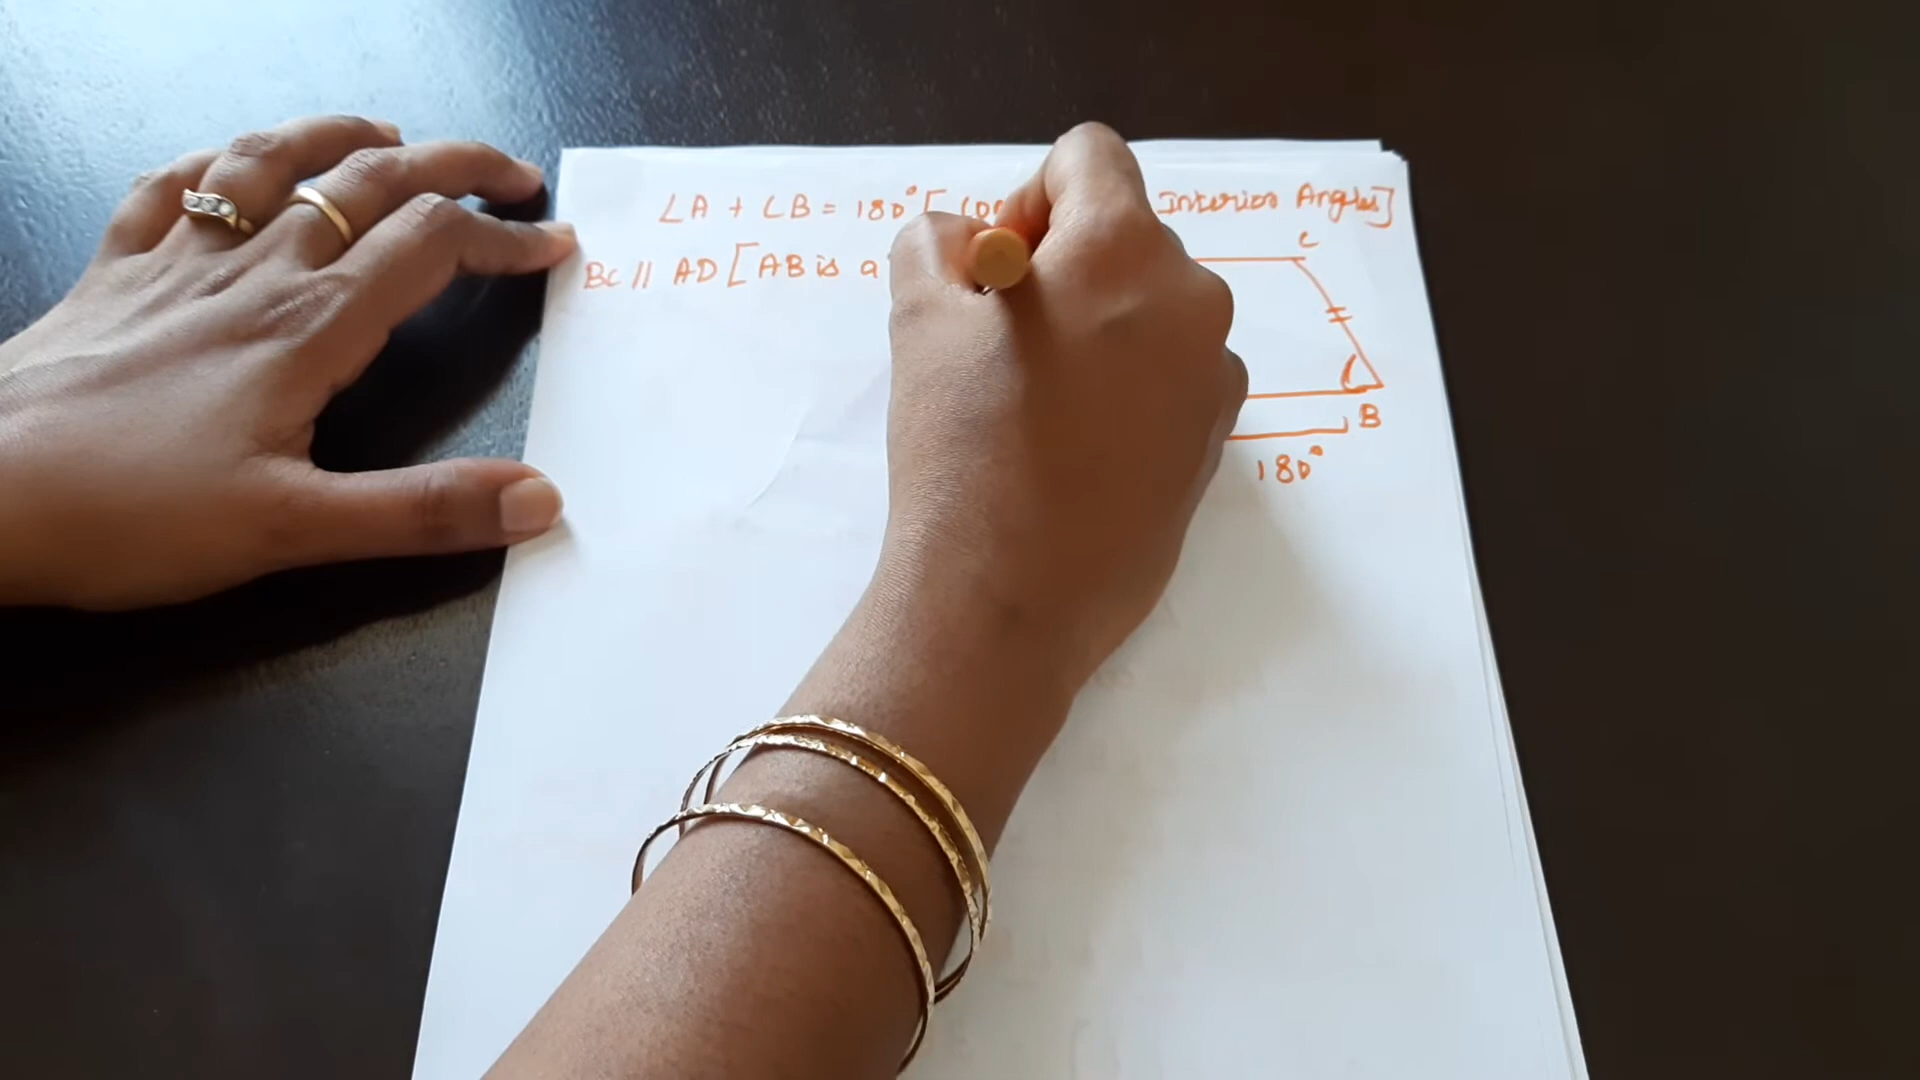 ∠A + ∠B = 180° [ Interior Angles]
BC // AD [AB is a
C
B
180°